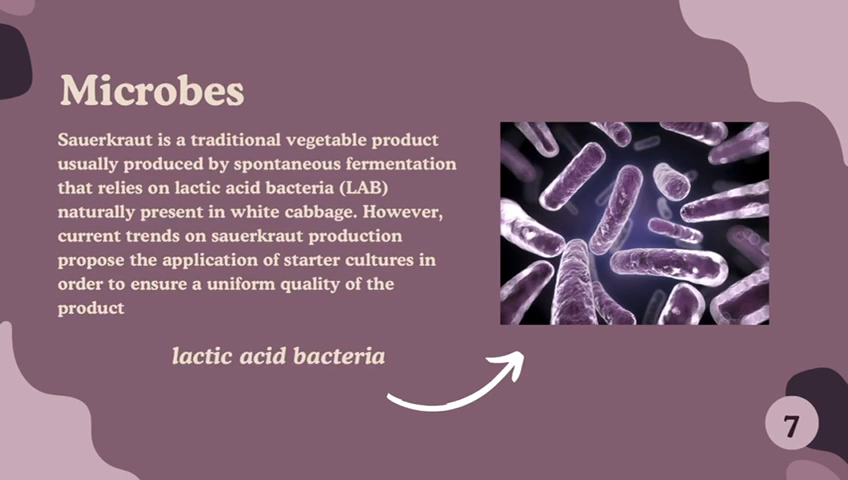 Microbes
Sauerkraut is a traditional vegetable product
usually produced by spontaneous fermentation
that relies on lactic acid bacteria (LAB)
naturally present in white cabbage. However,
current trends on sauerkraut production
propose the application of starter cultures in
order to ensure a uniform quality of the
product
lactic acid bacteria
7